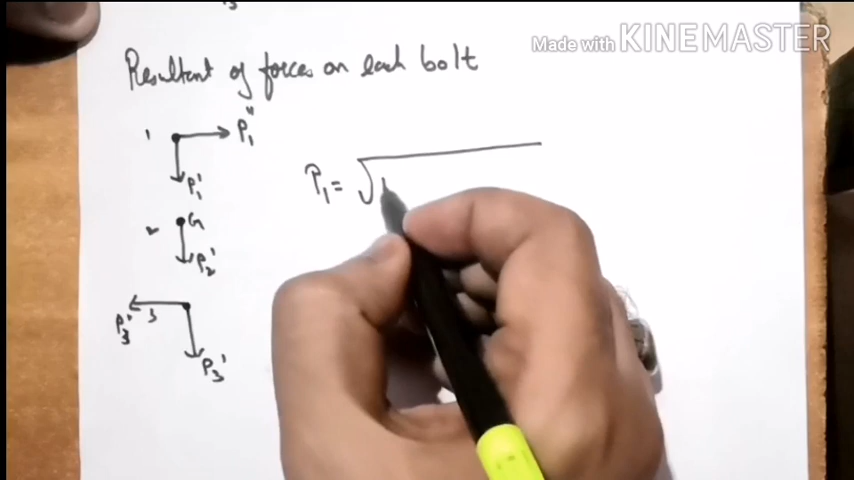 Made with KINEMASTER
Resultant of forces on each bolt
1 P₁"
P₁'
P₁ = √
2 G
P₂'
P₃" 3
P₃'